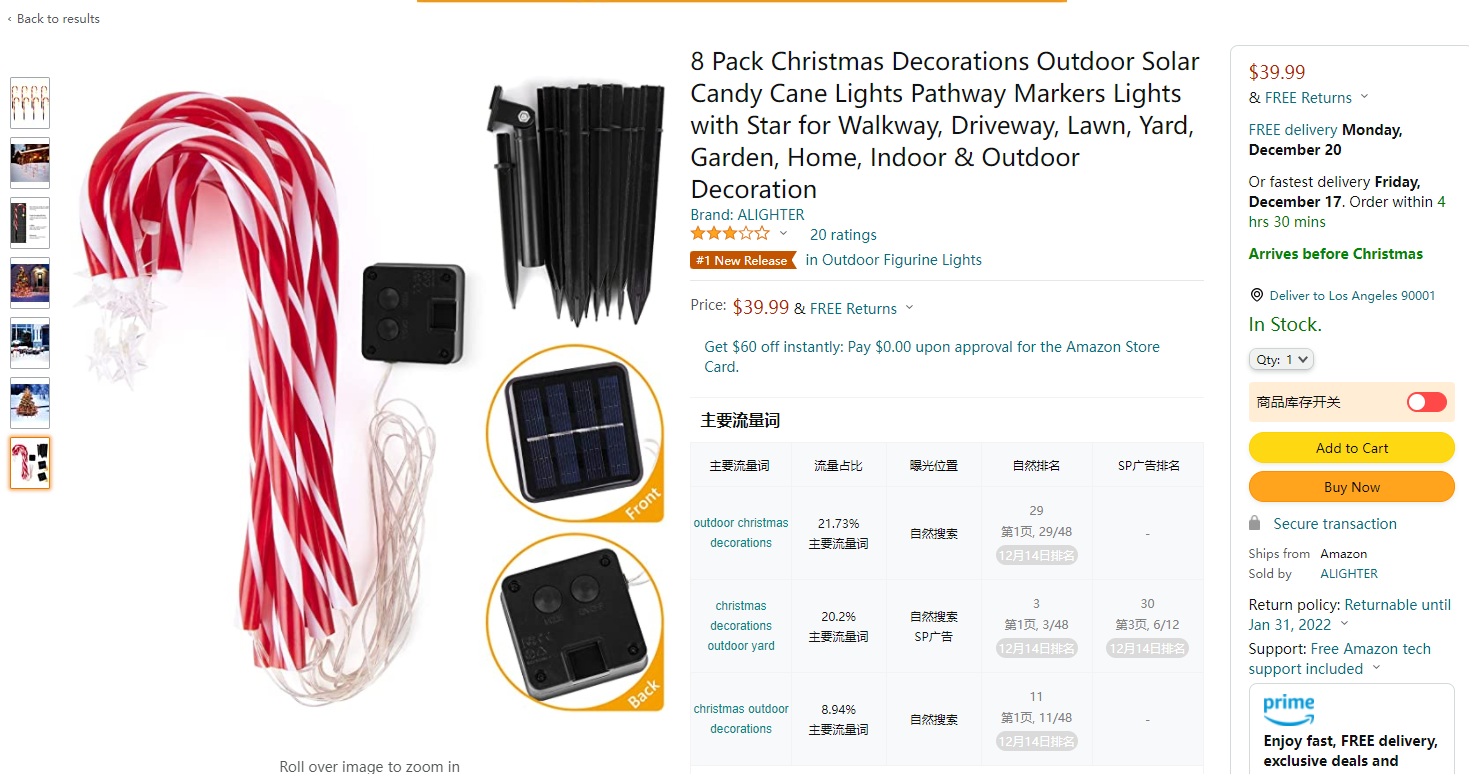 ‹ Back to results
8 Pack Christmas Decorations Outdoor Solar
Candy Cane Lights Pathway Markers Lights
with Star for Walkway, Driveway, Lawn, Yard,
Garden, Home, Indoor & Outdoor
Decoration
Brand: ALIGHTER
20 ratings
#1 New Release in Outdoor Figurine Lights
Price: $39.99 & FREE Returns
Get $60 off instantly: Pay $0.00 upon approval for the Amazon Store
Card.
主要流量词
主要流量词 流量占比 曝光位置 自然排名 SP广告排名
outdoor christmas
decorations
21.73%
主要流量词
自然搜索
29
第1页, 29/48
12月14日排名
-
christmas
decorations
outdoor yard
20.2%
主要流量词
自然搜索
SP广告
3
第1页, 3/48
12月14日排名
30
第3页, 6/12
12月14日排名
christmas outdoor
decorations
8.94%
主要流量词
自然搜索
11
第1页, 11/48
12月14日排名
-
Front
Back
Roll over image to zoom in
$39.99
& FREE Returns
FREE delivery Monday,
December 20
Or fastest delivery Friday,
December 17. Order within 4
hrs 30 mins
Arrives before Christmas
Deliver to Los Angeles 90001
In Stock.
Qty: 1
商品库存开关
Add to Cart
Buy Now
Secure transaction
Ships from Amazon
Sold by ALIGHTER
Return policy: Returnable until
Jan 31, 2022
Support: Free Amazon tech
support included
prime
Enjoy fast, FREE delivery,
exclusive deals and